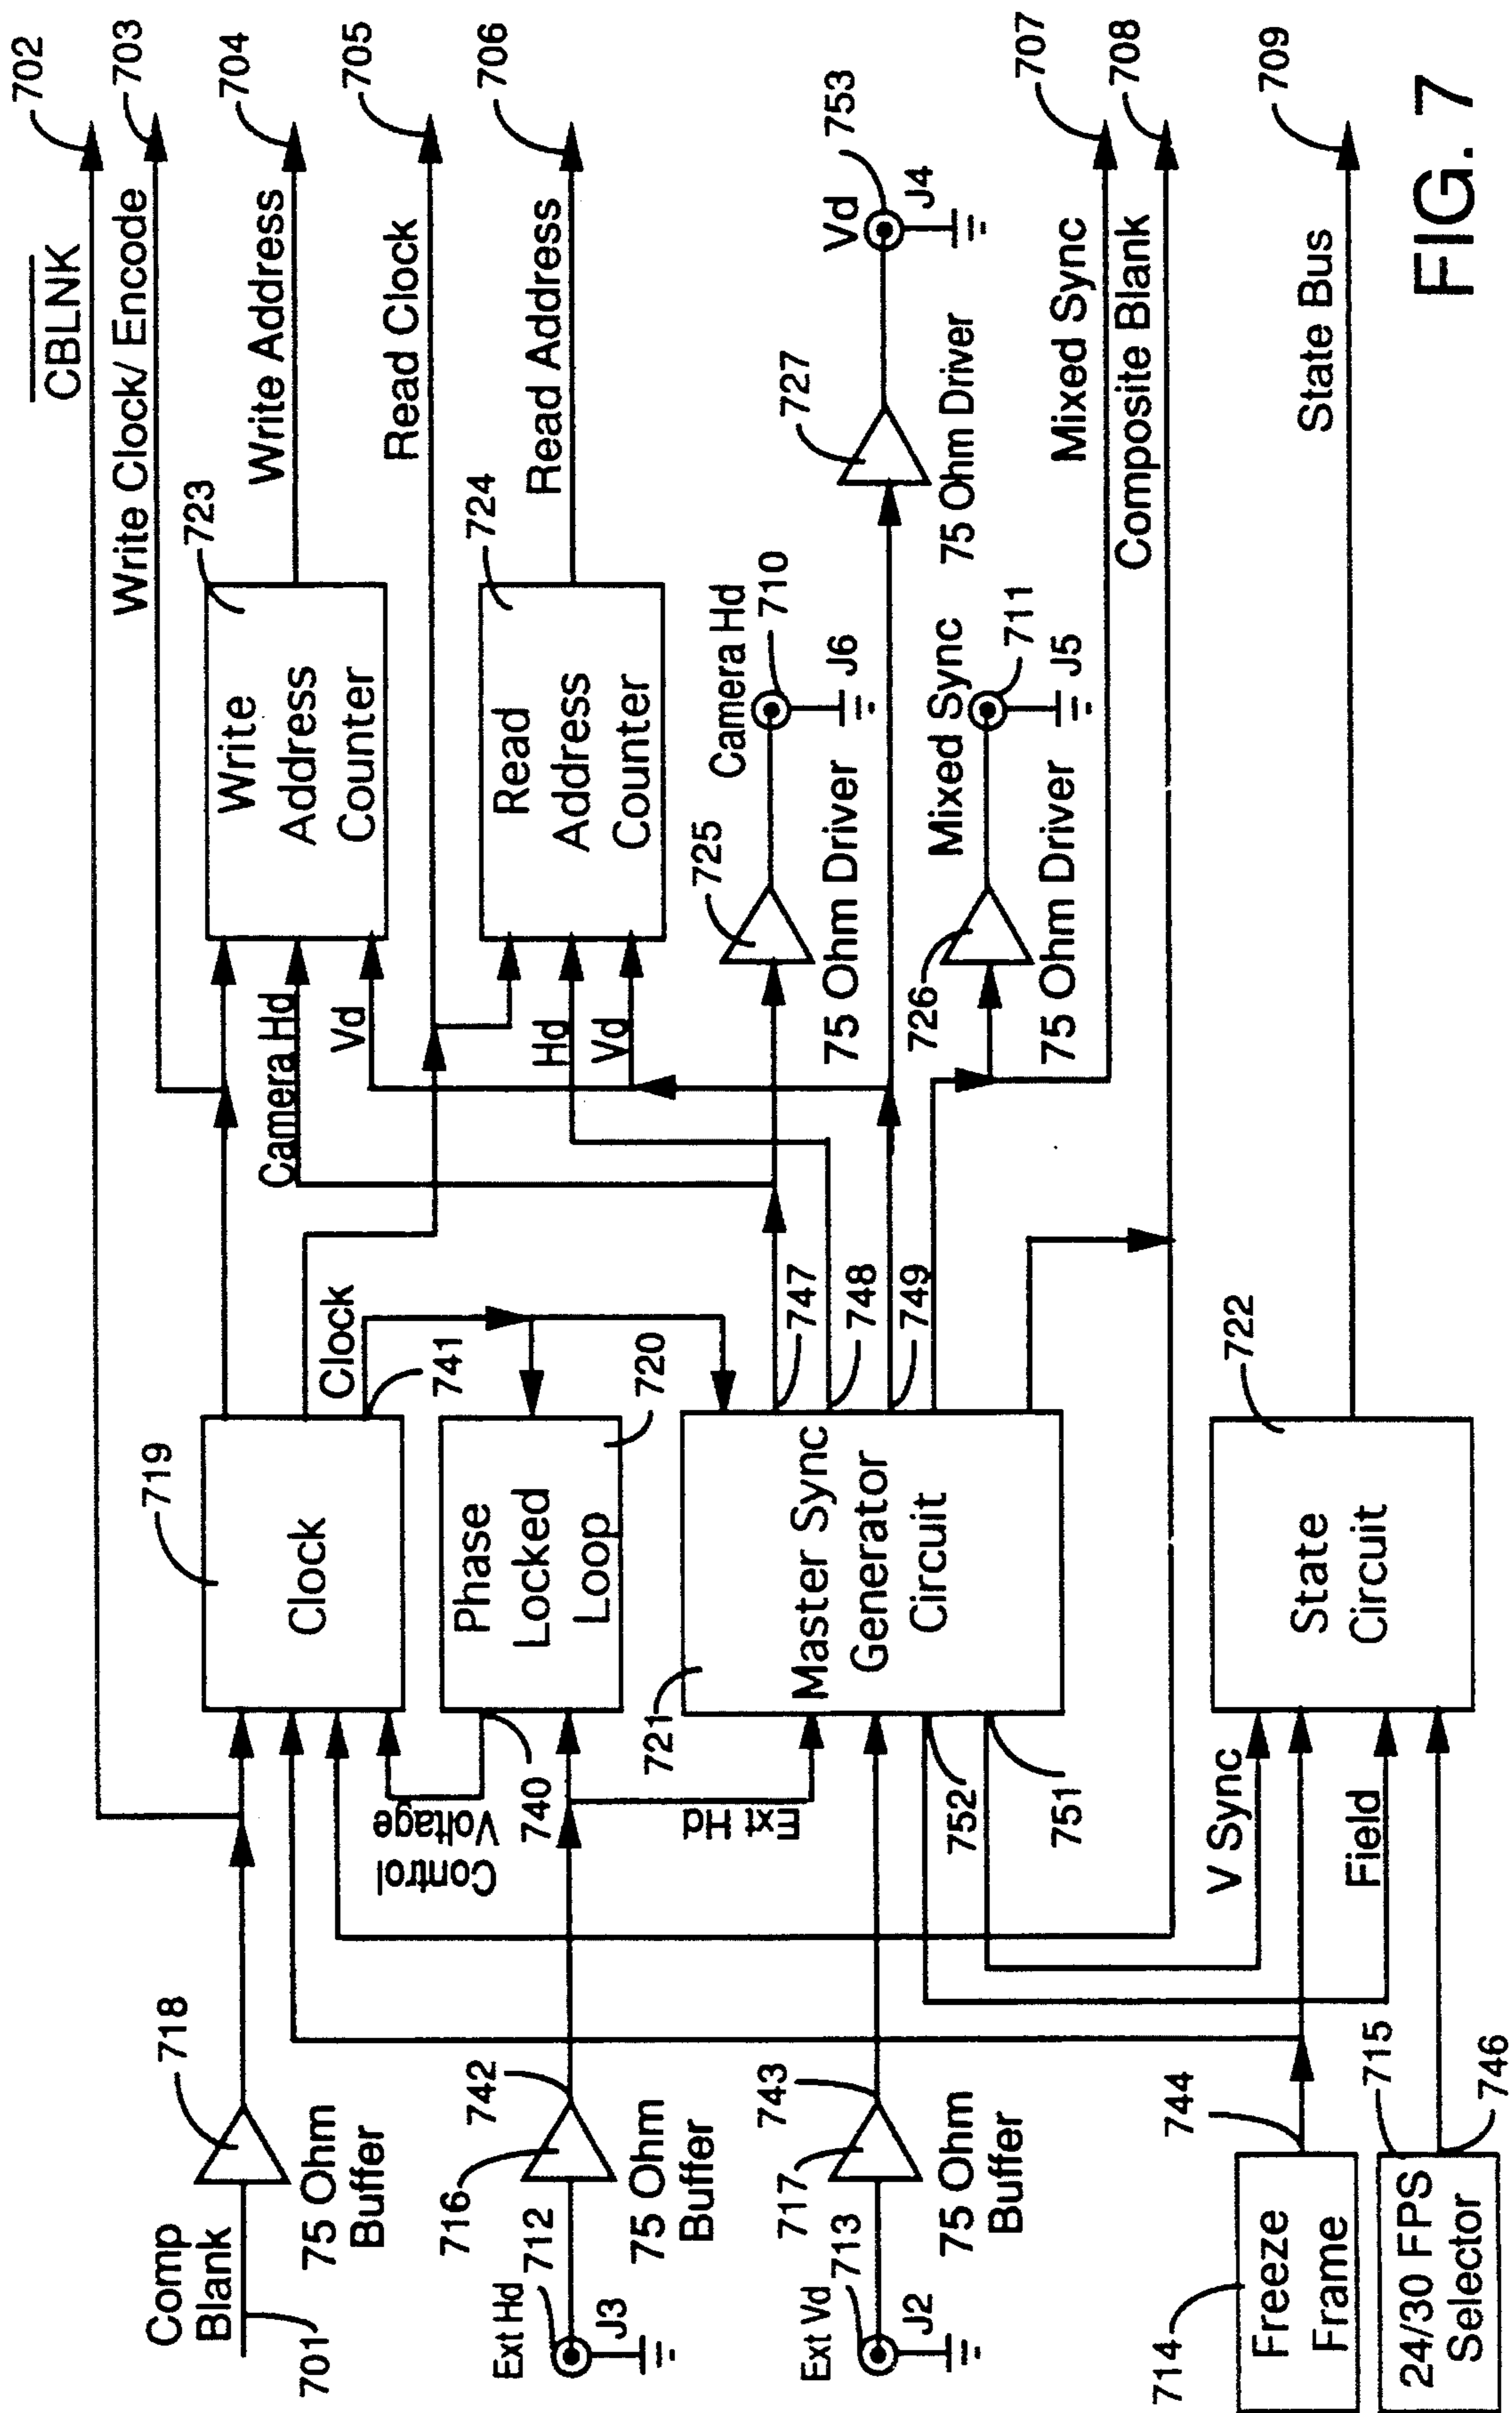 702
CBLNK
703
Write Clock/ Encode
704
Write Address
705
Read Clock
706
Read Address
723
Write
Address
Counter
724
Read
Address
Counter
Camera Hd
Vd
Hd
Vd
Camera Hd
710
J6
725
75 Ohm Driver
Vd
753
J4
727
75 Ohm Driver
Mixed Sync
711
J5
726
75 Ohm Driver
707
Mixed Sync
708
Composite Blank
709
State Bus
719
Clock
Clock
741
Phase
Locked
Loop
720
740
Control
Voltage
721
Master Sync
Generator
Circuit
747
748
749
752
751
Ext Hd
722
State
Circuit
V Sync
Field
Comp
Blank
701
718
75 Ohm
Buffer
Ext Hd
712
J3
716
742
75 Ohm
Buffer
Ext Vd
713
J2
717
743
75 Ohm
Buffer
714
Freeze
Frame
744
715
24/30 FPS
Selector
746
FIG. 7